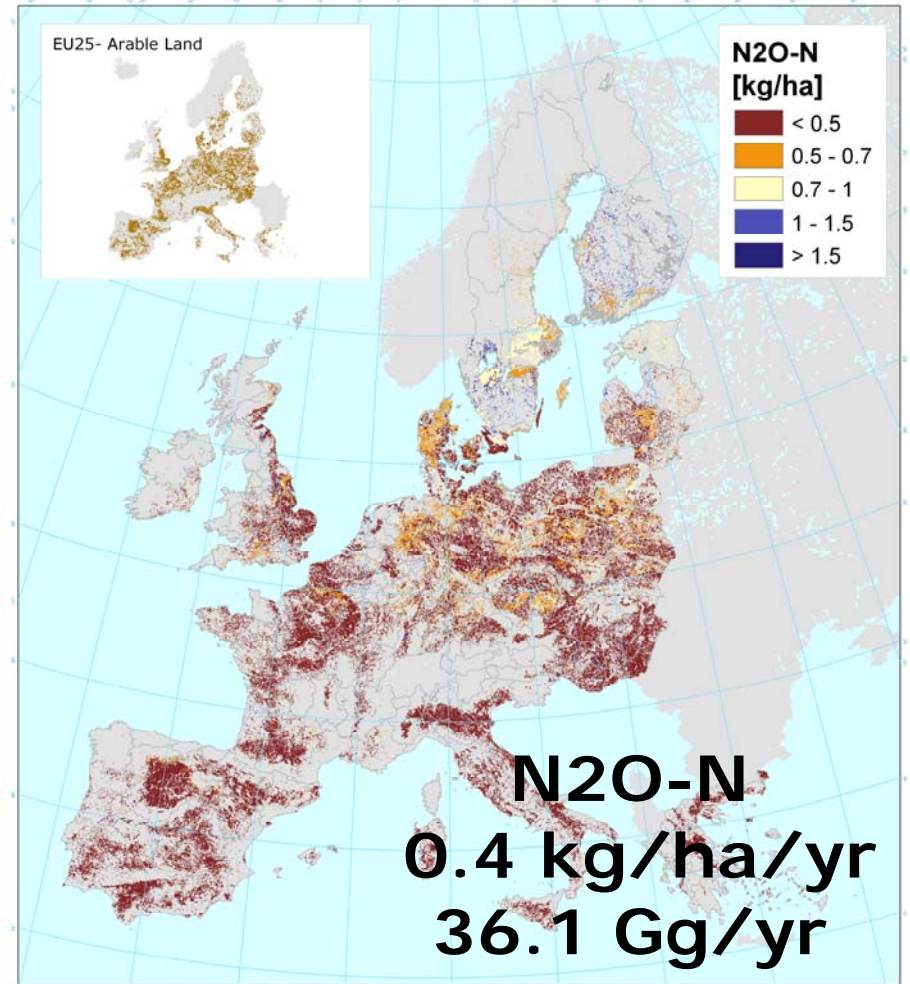 EU25- Arable Land
N2O-N
[kg/ha]
< 0.5
0.5 - 0.7
0.7 - 1
1 - 1.5
> 1.5
N2O-N
0.4 kg/ha/yr
36.1 Gg/yr